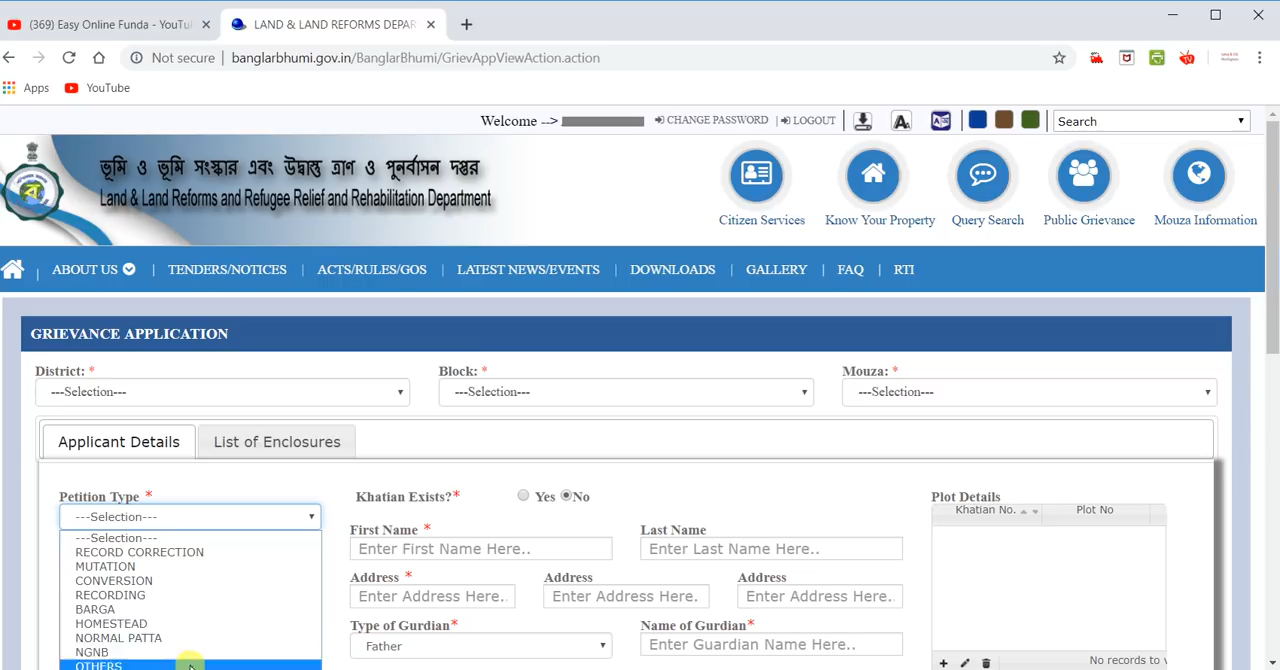 (369) Easy Online Funda - YouTu
LAND & LAND REFORMS DEPAR
Not secure | banglarbhumi.gov.in/BanglarBhumi/GrievAppViewAction.action
Apps YouTube
Welcome --> CHANGE PASSWORD | LOGOUT Search
ভূমি ও ভূমি সংস্কার এবং উদ্বাস্তু ত্রাণ ও পুনর্বাসন দপ্তর
Land & Land Reforms and Refugee Relief and Rehabilitation Department
Citizen Services Know Your Property Query Search Public Grievance Mouza Information
ABOUT US | TENDERS/NOTICES | ACTS/RULES/GOS | LATEST NEWS/EVENTS | DOWNLOADS | GALLERY | FAQ | RTI
GRIEVANCE APPLICATION
District: * Block: * Mouza: *
---Selection--- ---Selection--- ---Selection---
Applicant Details List of Enclosures
Petition Type * Khatian Exists?* Yes No Plot Details
---Selection--- Khatian No. Plot No
---Selection---
RECORD CORRECTION
MUTATION
CONVERSION
RECORDING
BARGA
HOMESTEAD
NORMAL PATTA
NGNB
OTHERS
First Name * Last Name
Enter First Name Here.. Enter Last Name Here..
Address * Address Address
Enter Address Here.. Enter Address Here. Enter Address Here..
Type of Gurdian* Name of Gurdian*
Father Enter Guardian Name Here..
No records to v